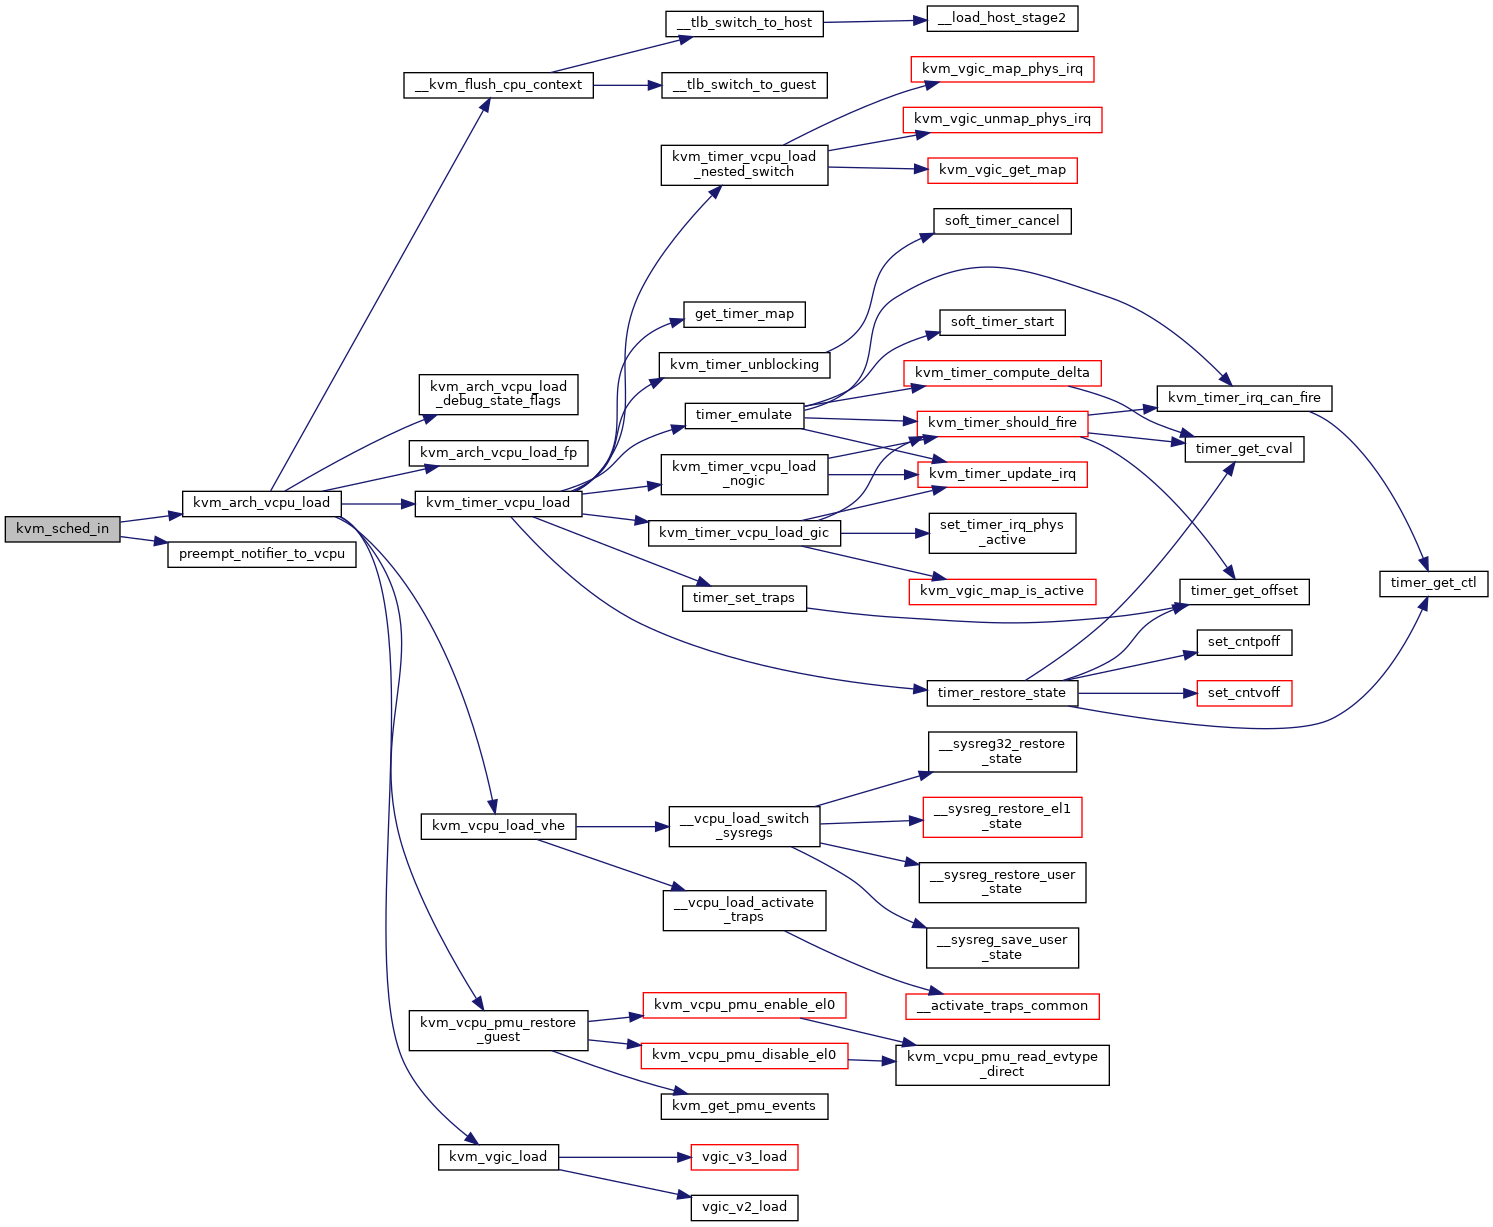 kvm_sched_in
kvm_arch_vcpu_load
preempt_notifier_to_vcpu
__kvm_flush_cpu_context
kvm_arch_vcpu_load
_debug_state_flags
kvm_arch_vcpu_load_fp
kvm_timer_vcpu_load
kvm_vcpu_load_vhe
kvm_vcpu_pmu_restore
_guest
kvm_vgic_load
__tlb_switch_to_host
__tlb_switch_to_guest
kvm_timer_vcpu_load
_nested_switch
get_timer_map
kvm_timer_unblocking
timer_emulate
kvm_timer_vcpu_load
_nogic
kvm_timer_vcpu_load_gic
timer_set_traps
__vcpu_load_switch
_sysregs
__vcpu_load_activate
_traps
kvm_vcpu_pmu_enable_el0
kvm_vcpu_pmu_disable_el0
kvm_get_pmu_events
vgic_v3_load
vgic_v2_load
__load_host_stage2
kvm_vgic_map_phys_irq
kvm_vgic_unmap_phys_irq
kvm_vgic_get_map
soft_timer_cancel
soft_timer_start
kvm_timer_compute_delta
kvm_timer_should_fire
kvm_timer_update_irq
set_timer_irq_phys
_active
kvm_vgic_map_is_active
timer_restore_state
__sysreg32_restore
_state
__sysreg_restore_el1
_state
__sysreg_restore_user
_state
__sysreg_save_user
_state
__activate_traps_common
kvm_vcpu_pmu_read_evtype
_direct
kvm_timer_irq_can_fire
timer_get_cval
timer_get_offset
set_cntpoff
set_cntvoff
timer_get_ctl